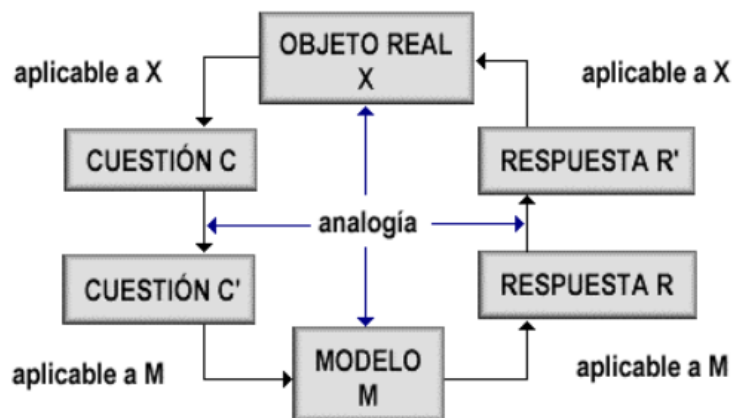 OBJETO REAL
X
aplicable a X
aplicable a X
CUESTIÓN C
RESPUESTA R'
analogía
CUESTIÓN C'
RESPUESTA R
MODELO
M
aplicable a M
aplicable a M